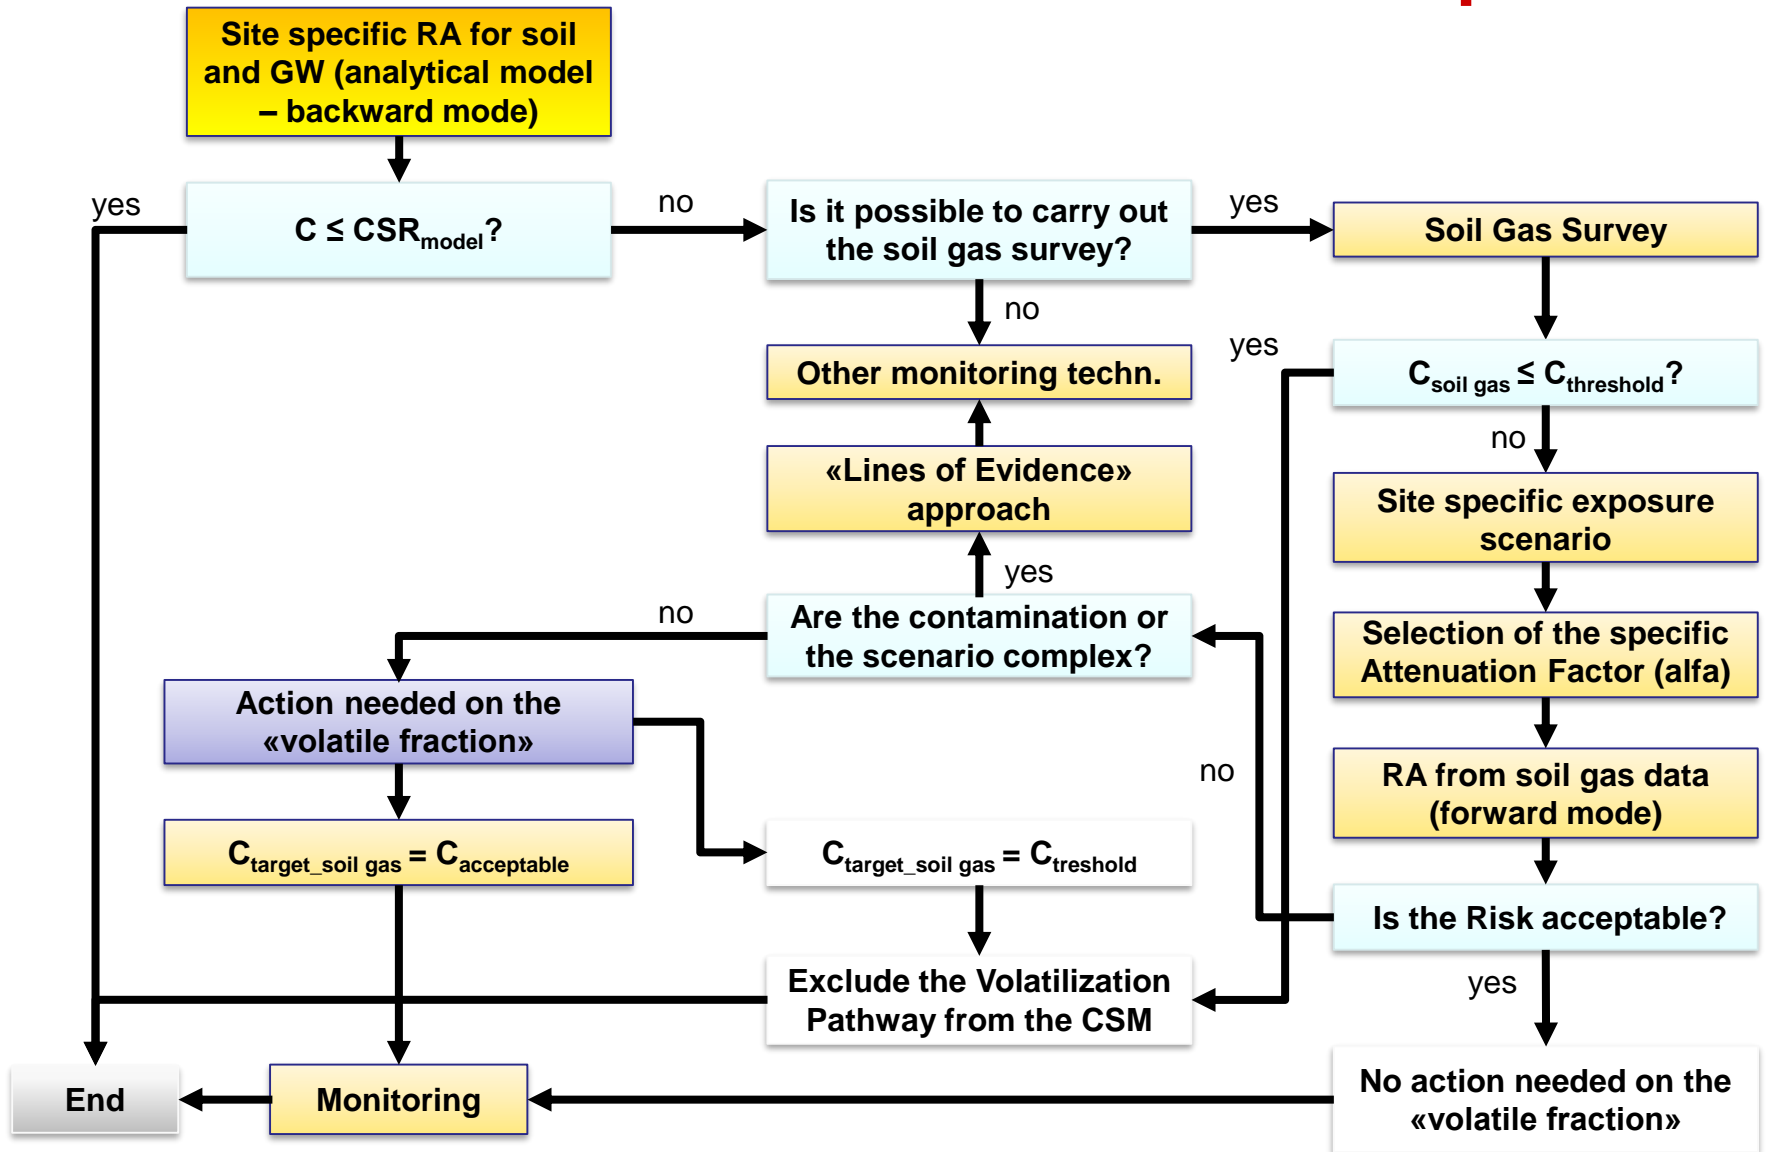 Site specific RA for soil
and GW (analytical model
– backward mode)
yes
C ≤ CSRmodel?
no
Is it possible to carry out
the soil gas survey?
yes
Soil Gas Survey
no
Other monitoring techn.
yes
Csoil gas ≤ Cthreshold?
no
«Lines of Evidence»
approach
Site specific exposure
scenario
yes
no
Are the contamination or
the scenario complex?
Selection of the specific
Attenuation Factor (alfa)
Action needed on the
«volatile fraction»
no
RA from soil gas data
(forward mode)
Ctarget_soil gas = Cacceptable
Ctarget_soil gas = Ctreshold
Is the Risk acceptable?
yes
Exclude the Volatilization
Pathway from the CSM
End
Monitoring
No action needed on the
«volatile fraction»